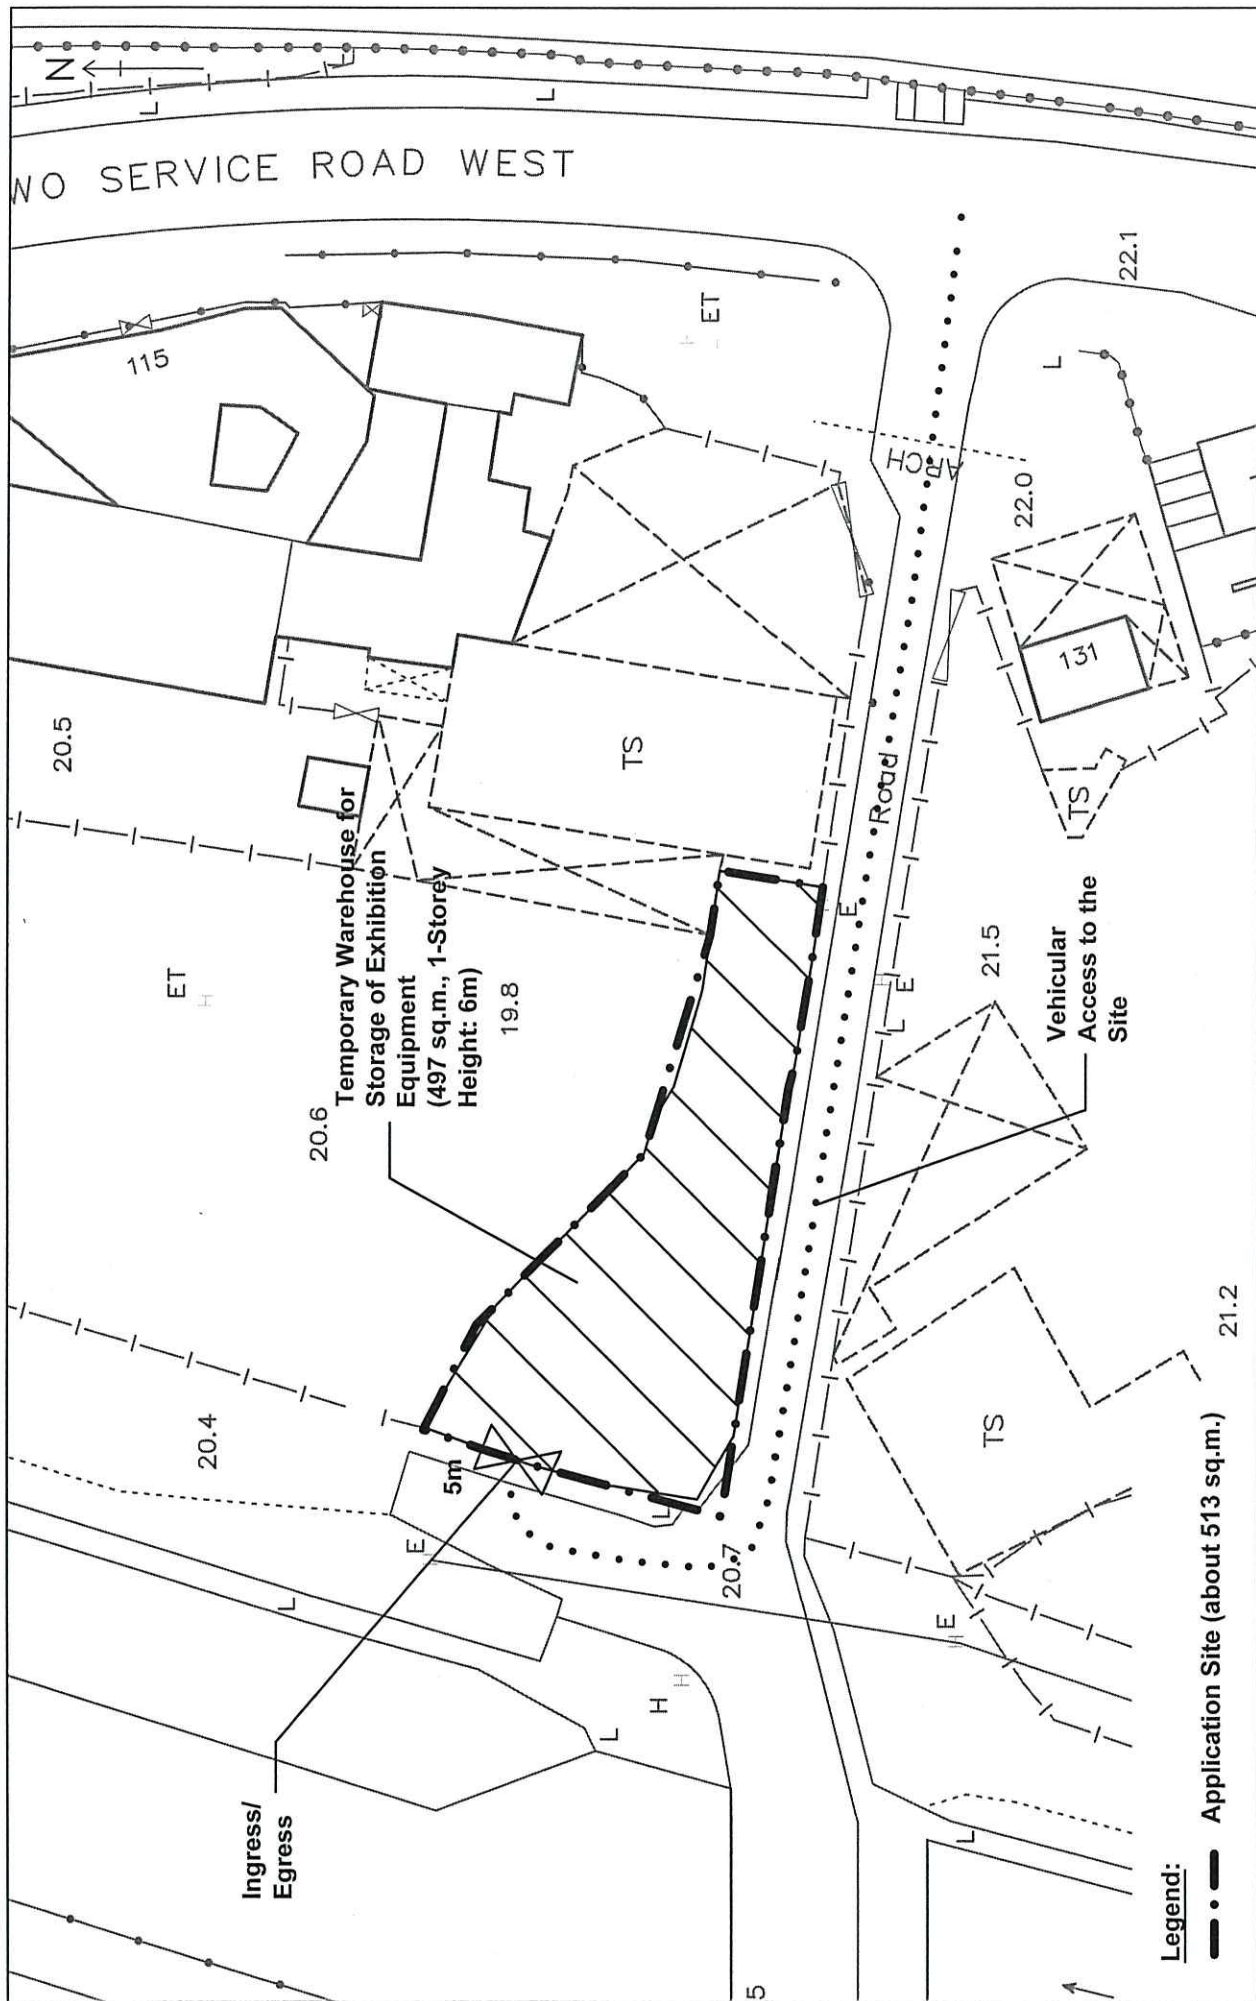 N
WO SERVICE ROAD WEST
L
L
115
ET
22.1
L
ARCH
22.0
131
TS
20.5
TS
Road
Temporary Warehouse for
Storage of Exhibition
Equipment
(497 sq.m., 1-Storey
Height: 6m)
ET
H
19.8
20.6
E
H
E
L
21.5
Vehicular
Access to the
Site
20.4
5m
L
E
H
20.7
L
TS
21.2
E
H
H
H
L
L
Ingress/
Egress
5
Legend:
Application Site (about 513 sq.m.)